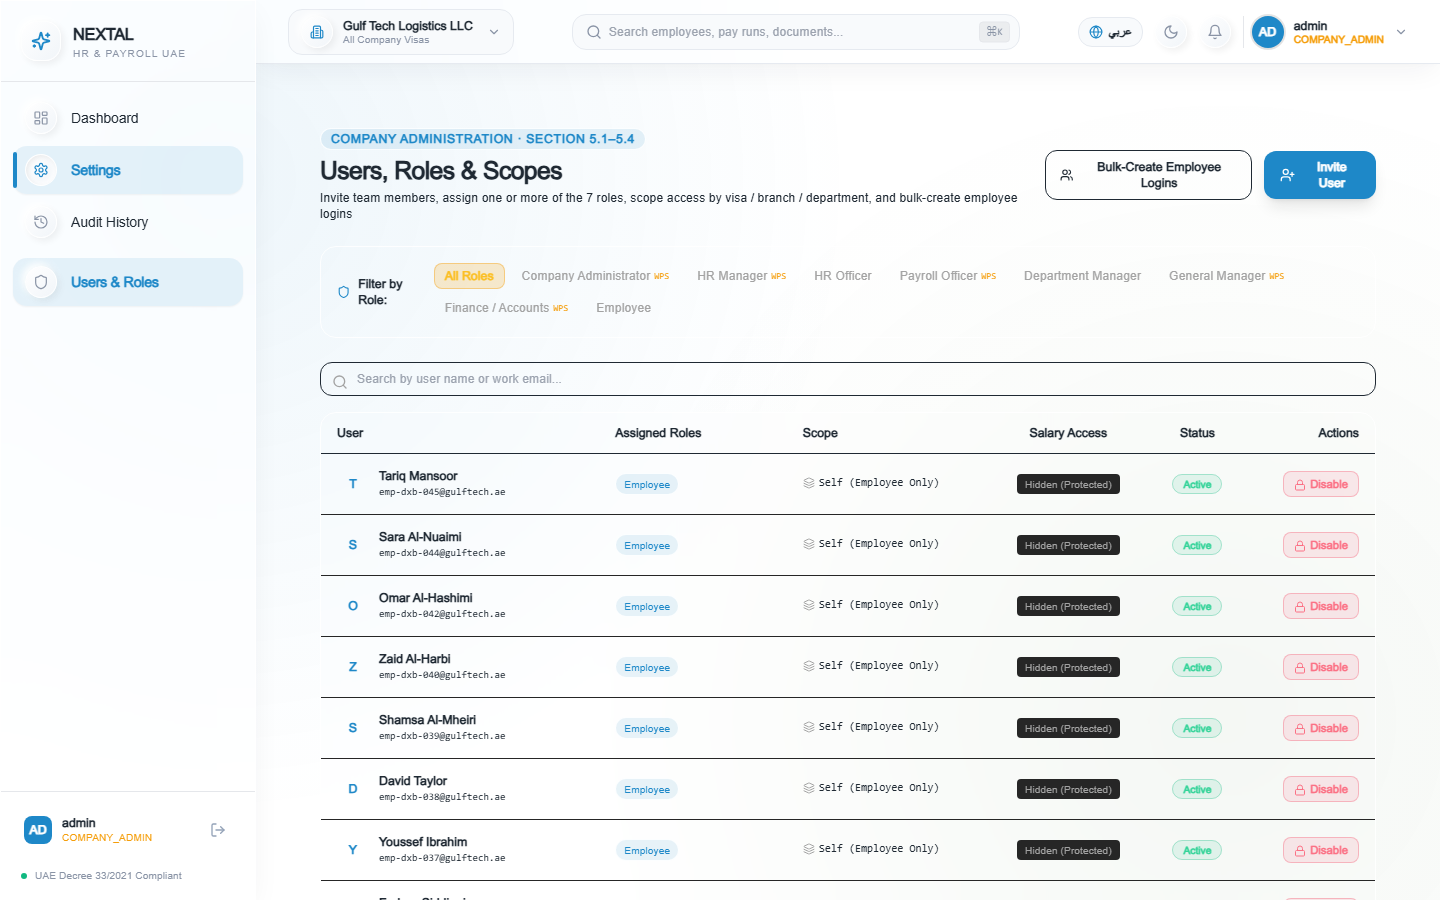 NEXTAL
HR & PAYROLL UAE
Dashboard
Settings
Audit History
Users & Roles
AD
admin
COMPANY_ADMIN
UAE Decree 33/2021 Compliant
Gulf Tech Logistics LLC
All Company Visas
Search employees, pay runs, documents...
⌘K
عربي
AD
admin
COMPANY_ADMIN
COMPANY ADMINISTRATION · SECTION 5.1–5.4
Users, Roles & Scopes
Invite team members, assign one or more of the 7 roles, scope access by visa / branch / department, and bulk-create employee
logins
Bulk-Create Employee
Logins
Invite
User
Filter by
Role:
All Roles
Company Administrator WPS
HR Manager WPS
HR Officer
Payroll Officer WPS
Department Manager
General Manager WPS
Finance / Accounts WPS
Employee
Search by user name or work email...
User Assigned Roles Scope Salary Access Status Actions
T Tariq Mansoor
emp-dxb-045@gulftech.ae
Employee
Self (Employee Only)
Hidden (Protected)
Active
Disable
S Sara Al-Nuaimi
emp-dxb-044@gulftech.ae
Employee
Self (Employee Only)
Hidden (Protected)
Active
Disable
O Omar Al-Hashimi
emp-dxb-042@gulftech.ae
Employee
Self (Employee Only)
Hidden (Protected)
Active
Disable
Z Zaid Al-Harbi
emp-dxb-040@gulftech.ae
Employee
Self (Employee Only)
Hidden (Protected)
Active
Disable
S Shamsa Al-Mheiri
emp-dxb-039@gulftech.ae
Employee
Self (Employee Only)
Hidden (Protected)
Active
Disable
D David Taylor
emp-dxb-038@gulftech.ae
Employee
Self (Employee Only)
Hidden (Protected)
Active
Disable
Y Youssef Ibrahim
emp-dxb-037@gulftech.ae
Employee
Self (Employee Only)
Hidden (Protected)
Active
Disable